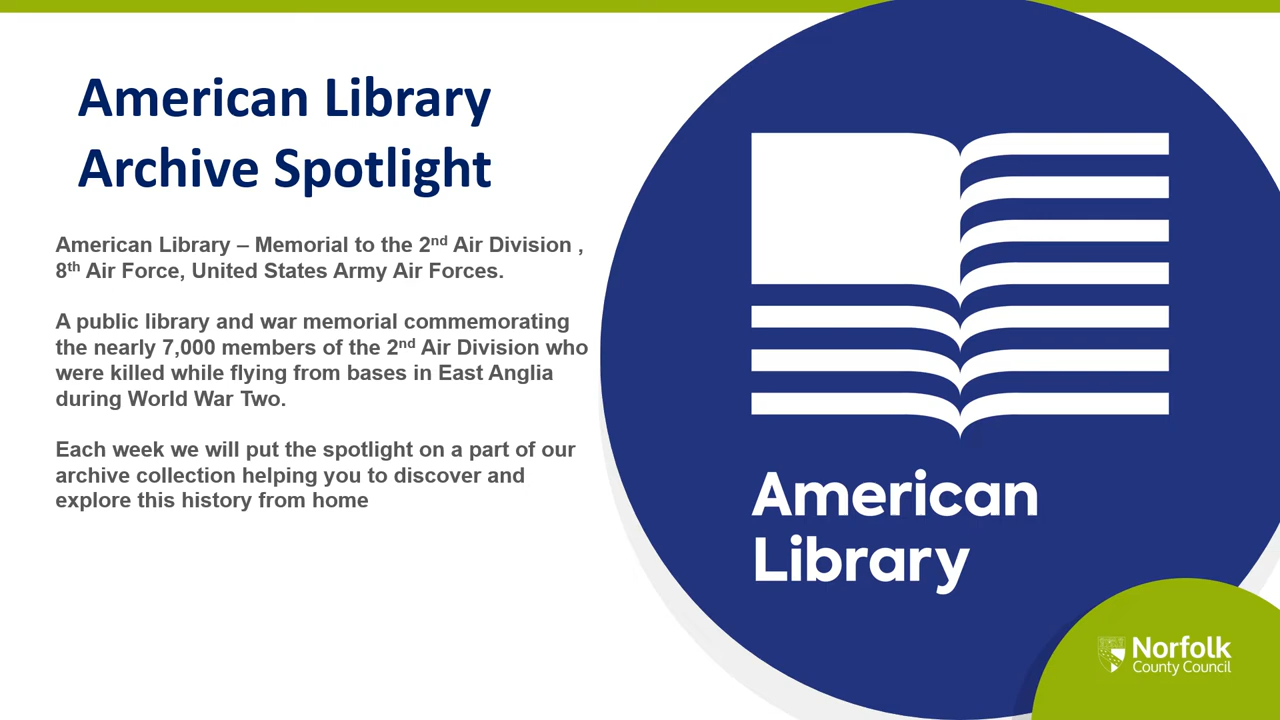 American Library
Archive Spotlight
American Library – Memorial to the 2nd Air Division ,
8th Air Force, United States Army Air Forces.
A public library and war memorial commemorating
the nearly 7,000 members of the 2nd Air Division who
were killed while flying from bases in East Anglia
during World War Two.
Each week we will put the spotlight on a part of our
archive collection helping you to discover and
explore this history from home
American
Library
Norfolk
County Council